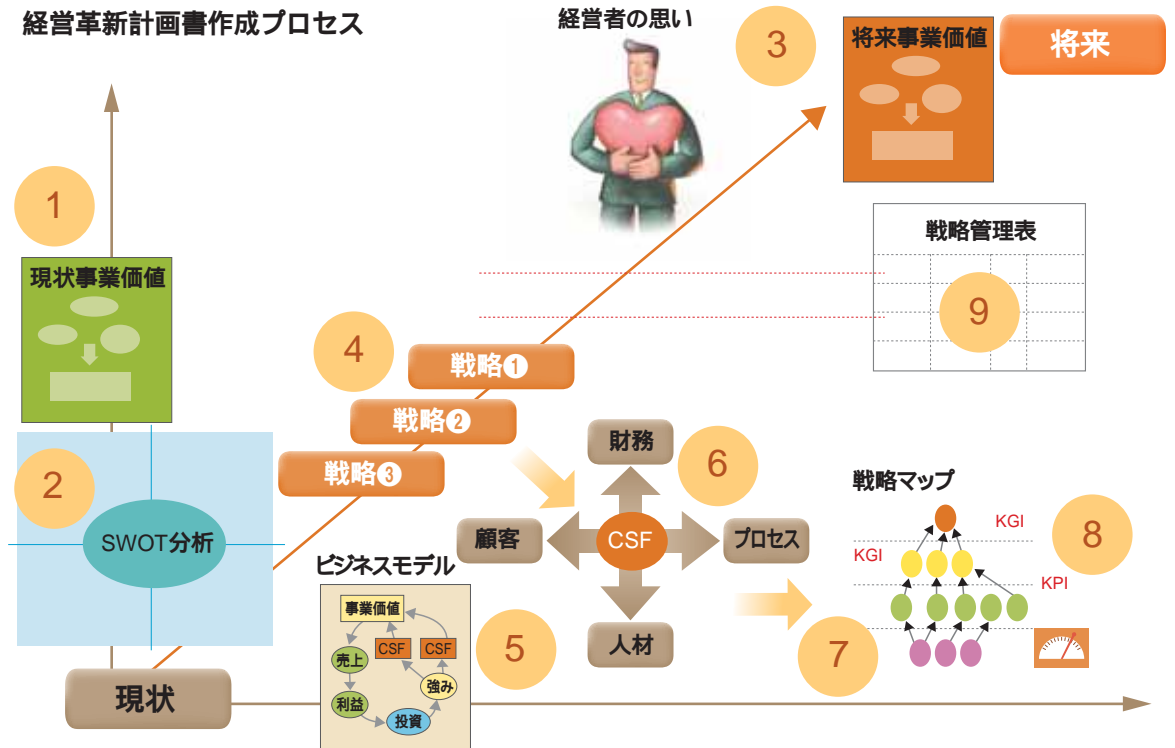 経営革新計画書作成プロセス
経営者の思い
3
将来事業価値
将来
1
現状事業価値
戦略管理表
9
4
戦略❶
戦略❷
戦略❸
2
SWOT分析
財務
6
顧客
CSF
プロセス
人材
戦略マップ
KGI
8
KGI
KPI
7
ビジネスモデル
事業価値
CSF
CSF
5
売上
強み
利益
投資
現状